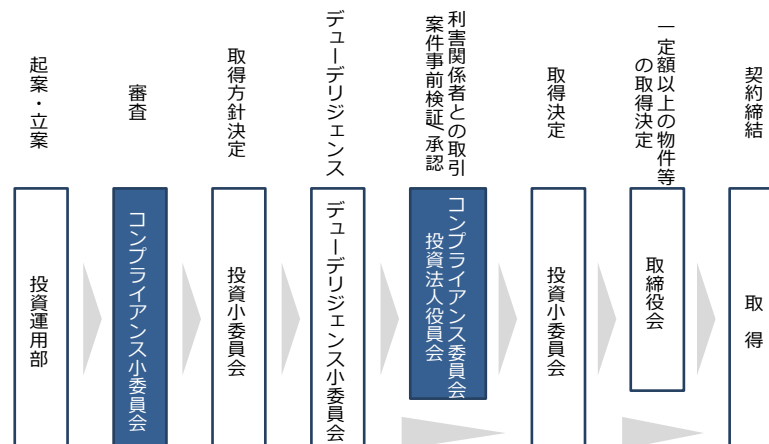 起案・立案
審査
取得方針決定
デューデリジェンス
利害関係者との取引
案件事前検証/承認
取得決定
一定額以上の物件等
の取得決定
契約締結
投資運用部
コンプライアンス小委員会
投資小委員会
デューデリジェンス小委員会
コンプライアンス委員会
投資法人役員会
投資小委員会
取締役会
取得